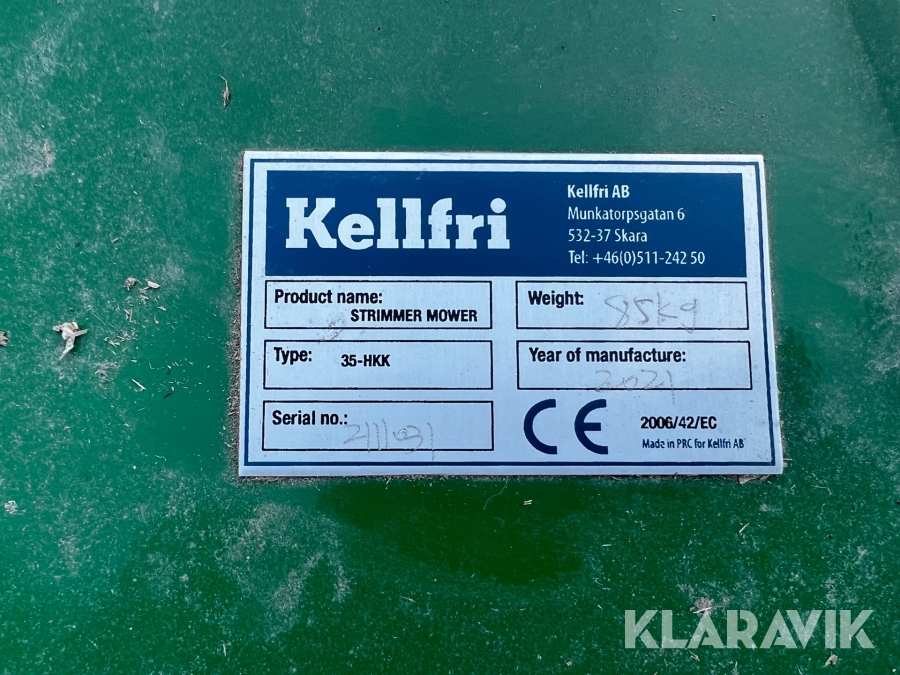 Kellfri
Kellfri AB
Munkatorpsgatan 6
532-37 Skara
Tel: +46(0)511-242 50
Product name:
STRIMMER MOWER
Weight: 85kg
Type: 35-HKK
Year of manufacture:
2021
Serial no.:
CE 2006/42/EC
Made in PRC for Kellfri AB
KLARAVIK